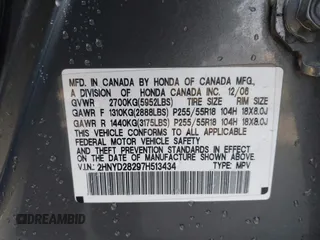 MFD. IN CANADA BY HONDA OF CANADA MFG.,
A DIVISION OF HONDA CANADA INC. 12/06
GVWR 2700KG(5952LBS) TIRE SIZE RIM SIZE
GAWR F 1310KG(2888LBS) P255/55R18 104H 18X8.0J
GAWR R 1440KG(3175LBS) P255/55R18 104H 18X8.0J
THIS VEHICLE CONFORMS TO ALL APPLICABLE
FEDERAL MOTOR VEHICLE SAFETY AND
THEFT PREVENTION STANDARDS IN EFFECT ON
THE DATE OF MANUFACTURE SHOWN ABOVE.
V.I.N.: 2HNYD28297H513434 TYPE: MPV
DREAMBID